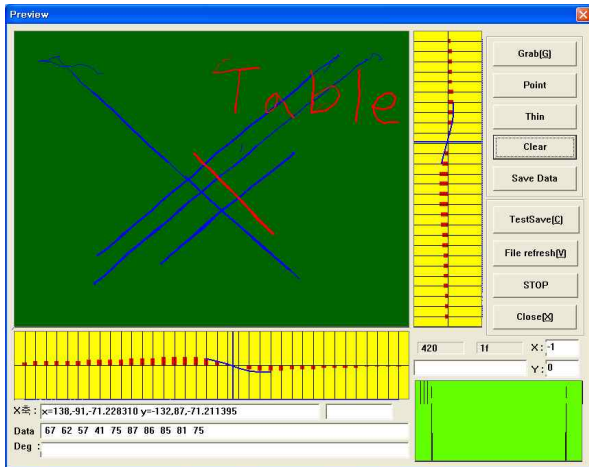 Preview
Table
Grab(G)
Point
Thin
Clear
Save Data
TestSave(C)
File refresh(V)
STOP
Close(X)
420 1f X: -1
Y: 0
X축 : x=138,-91,-71.228310 y=-132,87,-71.211395
Data 67 62 57 41 75 87 86 85 81 75
Deg :